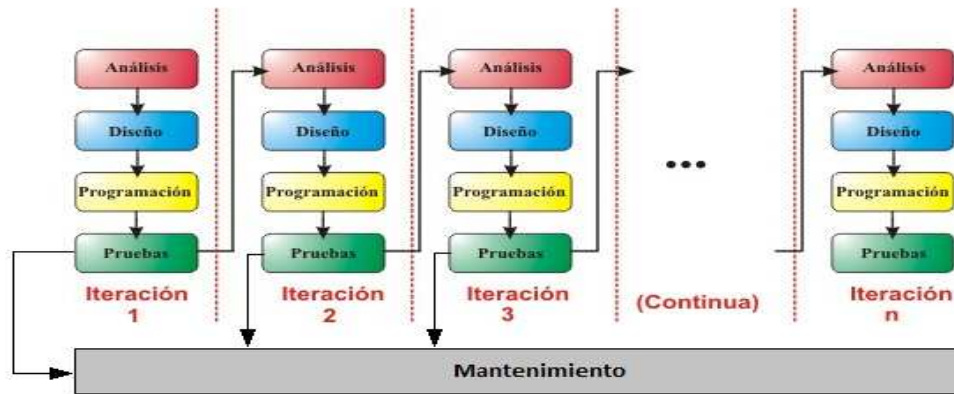 Análisis
Análisis
Análisis
Análisis
Diseño
Diseño
Diseño
Diseño
Programación
Programación
Programación
Programación
Pruebas
Pruebas
Pruebas
Pruebas
Iteración
1
Iteración
2
Iteración
3
...
(Continua)
Iteración
n
Mantenimiento